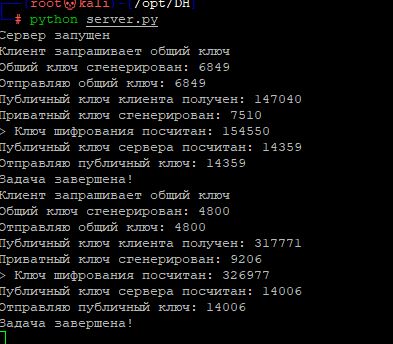 [root💀kali]-[/opt/DH]
# python server.py
Сервер запущен
Клиент запрашивает общий ключ
Общий ключ сгенерирован: 6849
Отправляю общий ключ: 6849
Публичный ключ клиента получен: 147040
Приватный ключ сгенерирован: 7510
> Ключ шифрования посчитан: 154550
Публичный ключ сервера посчитан: 14359
Отправляю публичный ключ: 14359
Задача завершена!
Клиент запрашивает общий ключ
Общий ключ сгенерирован: 4800
Отправляю общий ключ: 4800
Публичный ключ клиента получен: 317771
Приватный ключ сгенерирован: 9206
> Ключ шифрования посчитан: 326977
Публичный ключ сервера посчитан: 14006
Отправляю публичный ключ: 14006
Задача завершена!